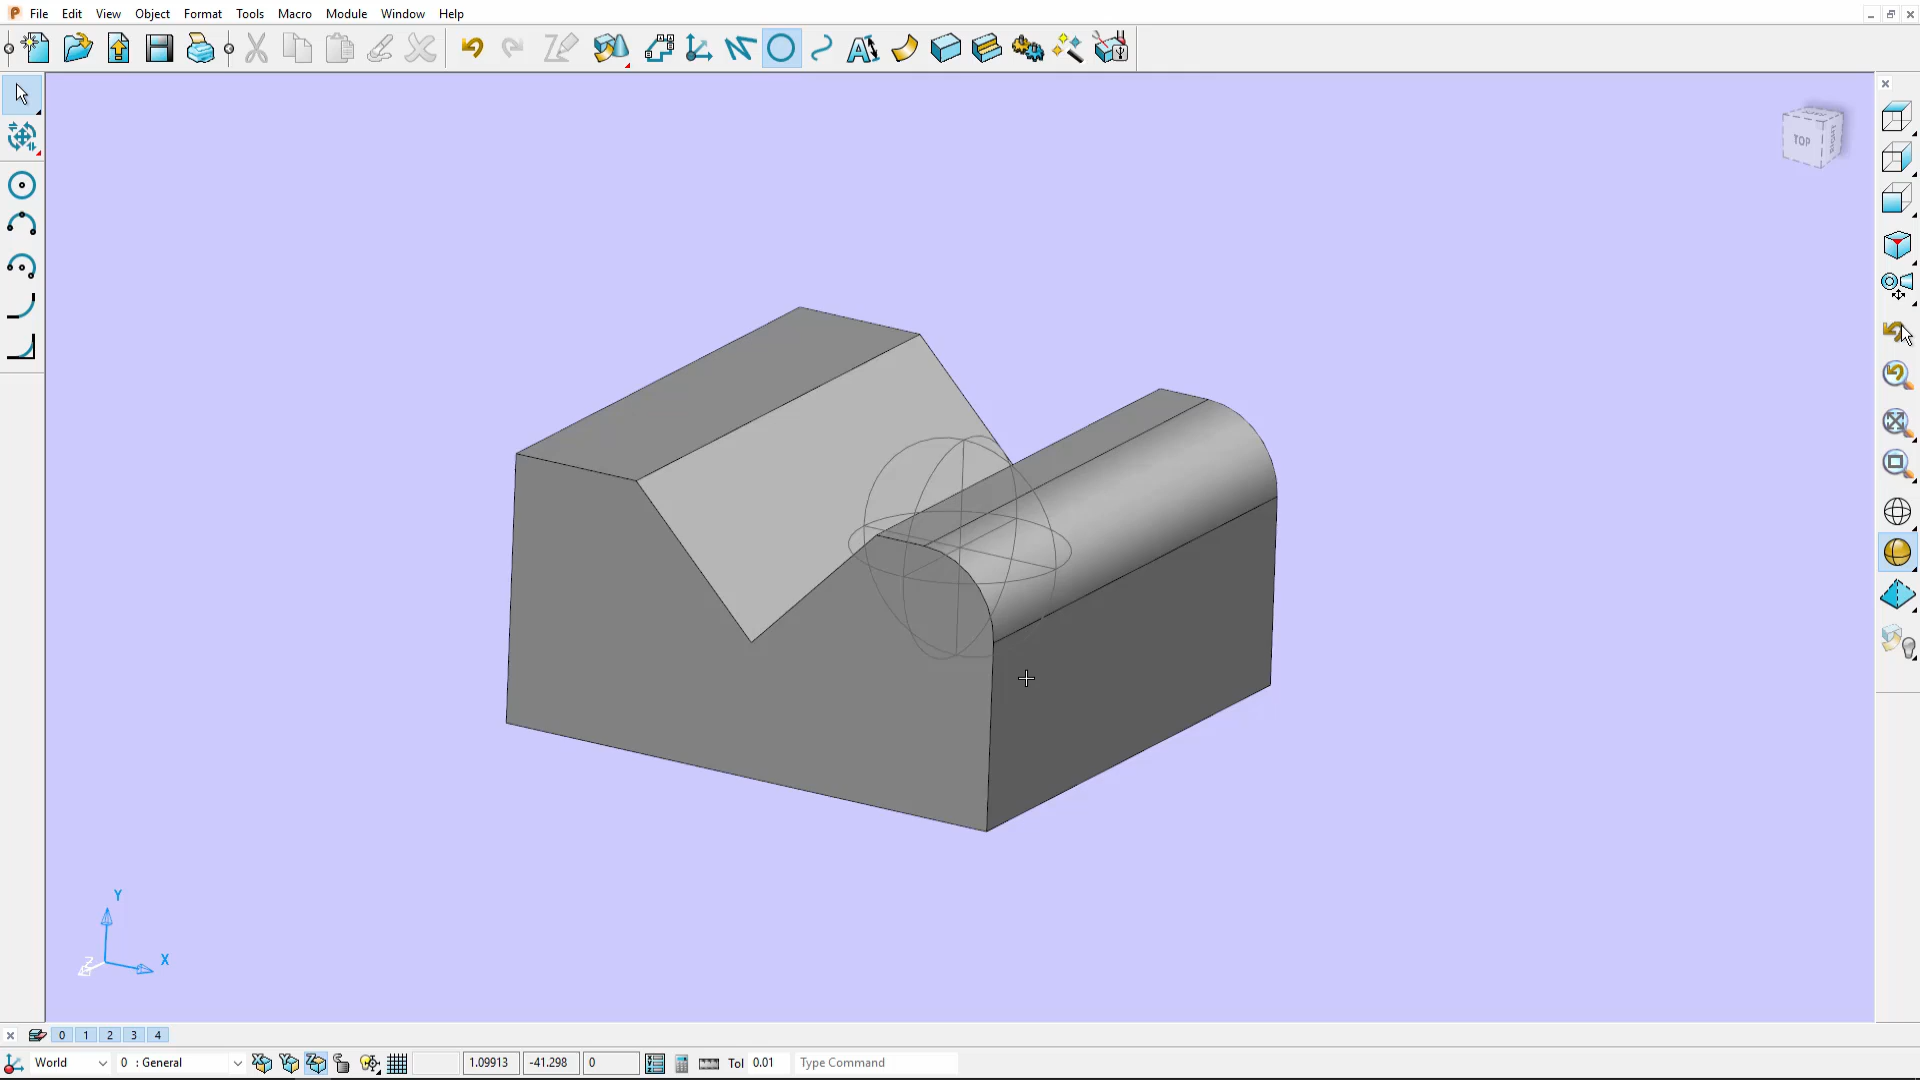 File Edit View Object Format Tools Macro Module Window Help
TOP
Y
X
Z
0 1 2 3 4
World 0 : General 1.09913 -41.298 0 Tol 0.01 Type Command